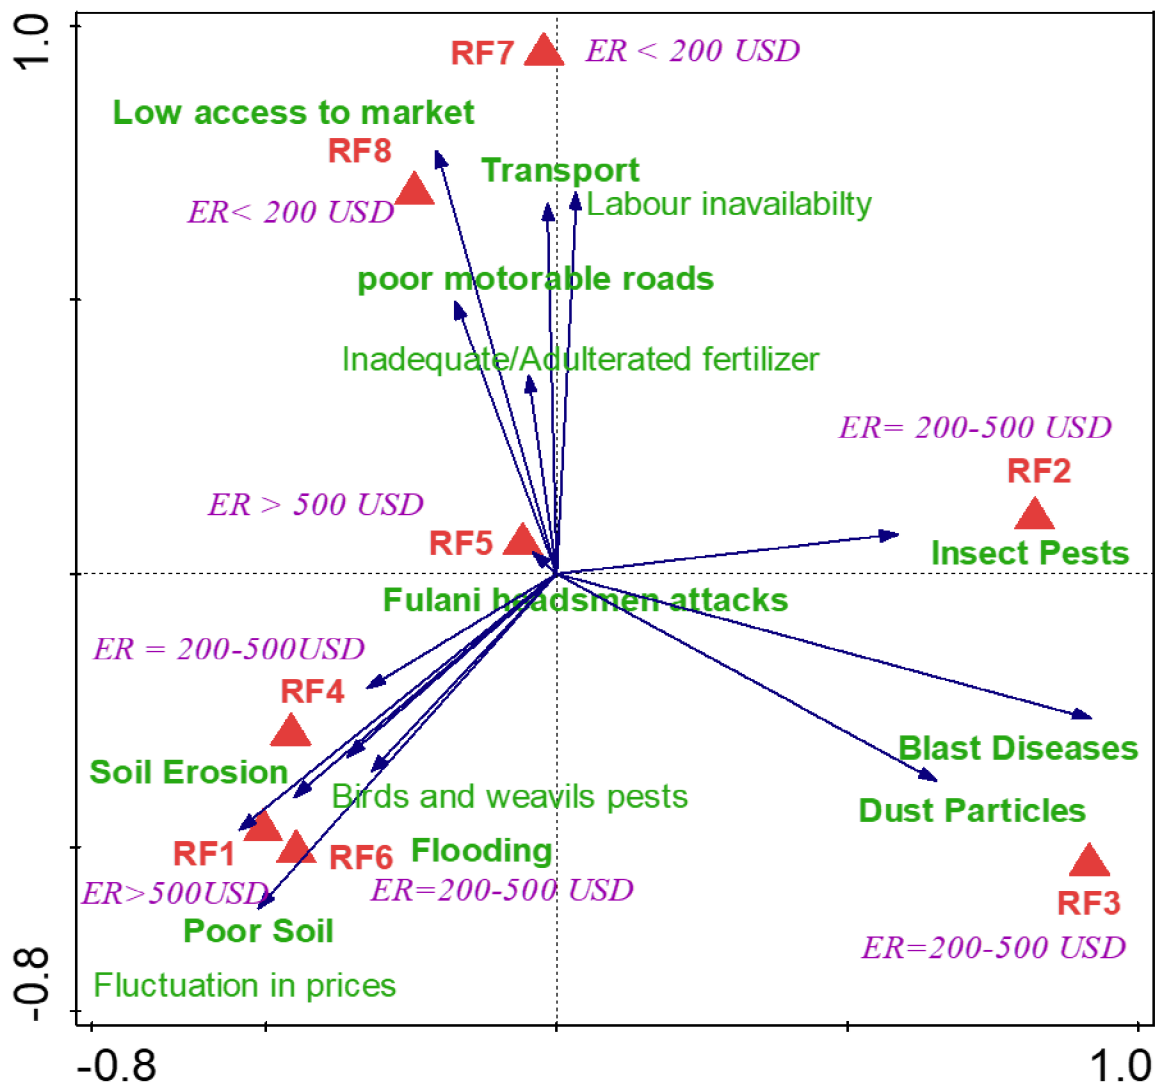 1.0
RF7
ER < 200 USD
Low access to market
RF8
Transport
ER< 200 USD
Labour inavailabilty
poor motorable roads
Inadequate/Adulterated fertilizer
ER= 200-500 USD
RF2
ER > 500 USD
RF5
Insect Pests
Fulani headsmen attacks
ER = 200-500USD
RF4
Blast Diseases
Soil Erosion
Birds and weavils pests
Dust Particles
RF1
RF6
Flooding
ER>500USD
ER=200-500 USD
RF3
Poor Soil
ER=200-500 USD
Fluctuation in prices
-0.8
-0.8
1.0